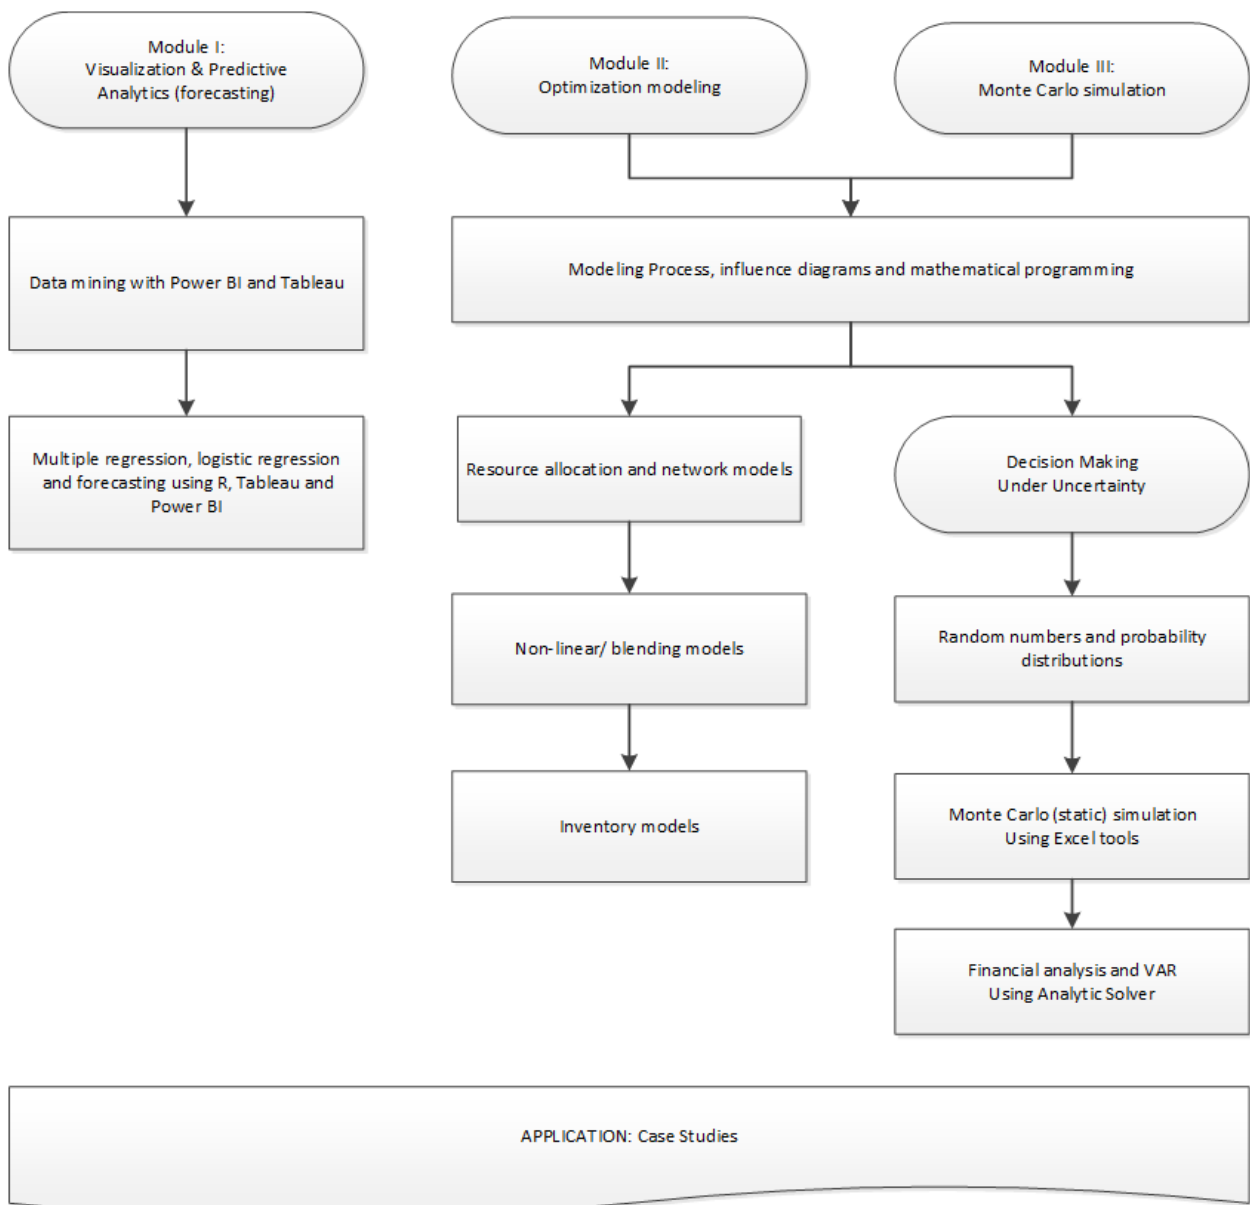 Module I:
Visualization & Predictive
Analytics (forecasting)
Module II:
Optimization modeling
Module III:
Monte Carlo simulation
Data mining with Power BI and Tableau
Modeling Process, influence diagrams and mathematical programming
Multiple regression, logistic regression
and forecasting using R, Tableau and
Power BI
Resource allocation and network models
Decision Making
Under Uncertainty
Non-linear/ blending models
Random numbers and probability
distributions
Inventory models
Monte Carlo (static) simulation
Using Excel tools
Financial analysis and VAR
Using Analytic Solver
APPLICATION: Case Studies